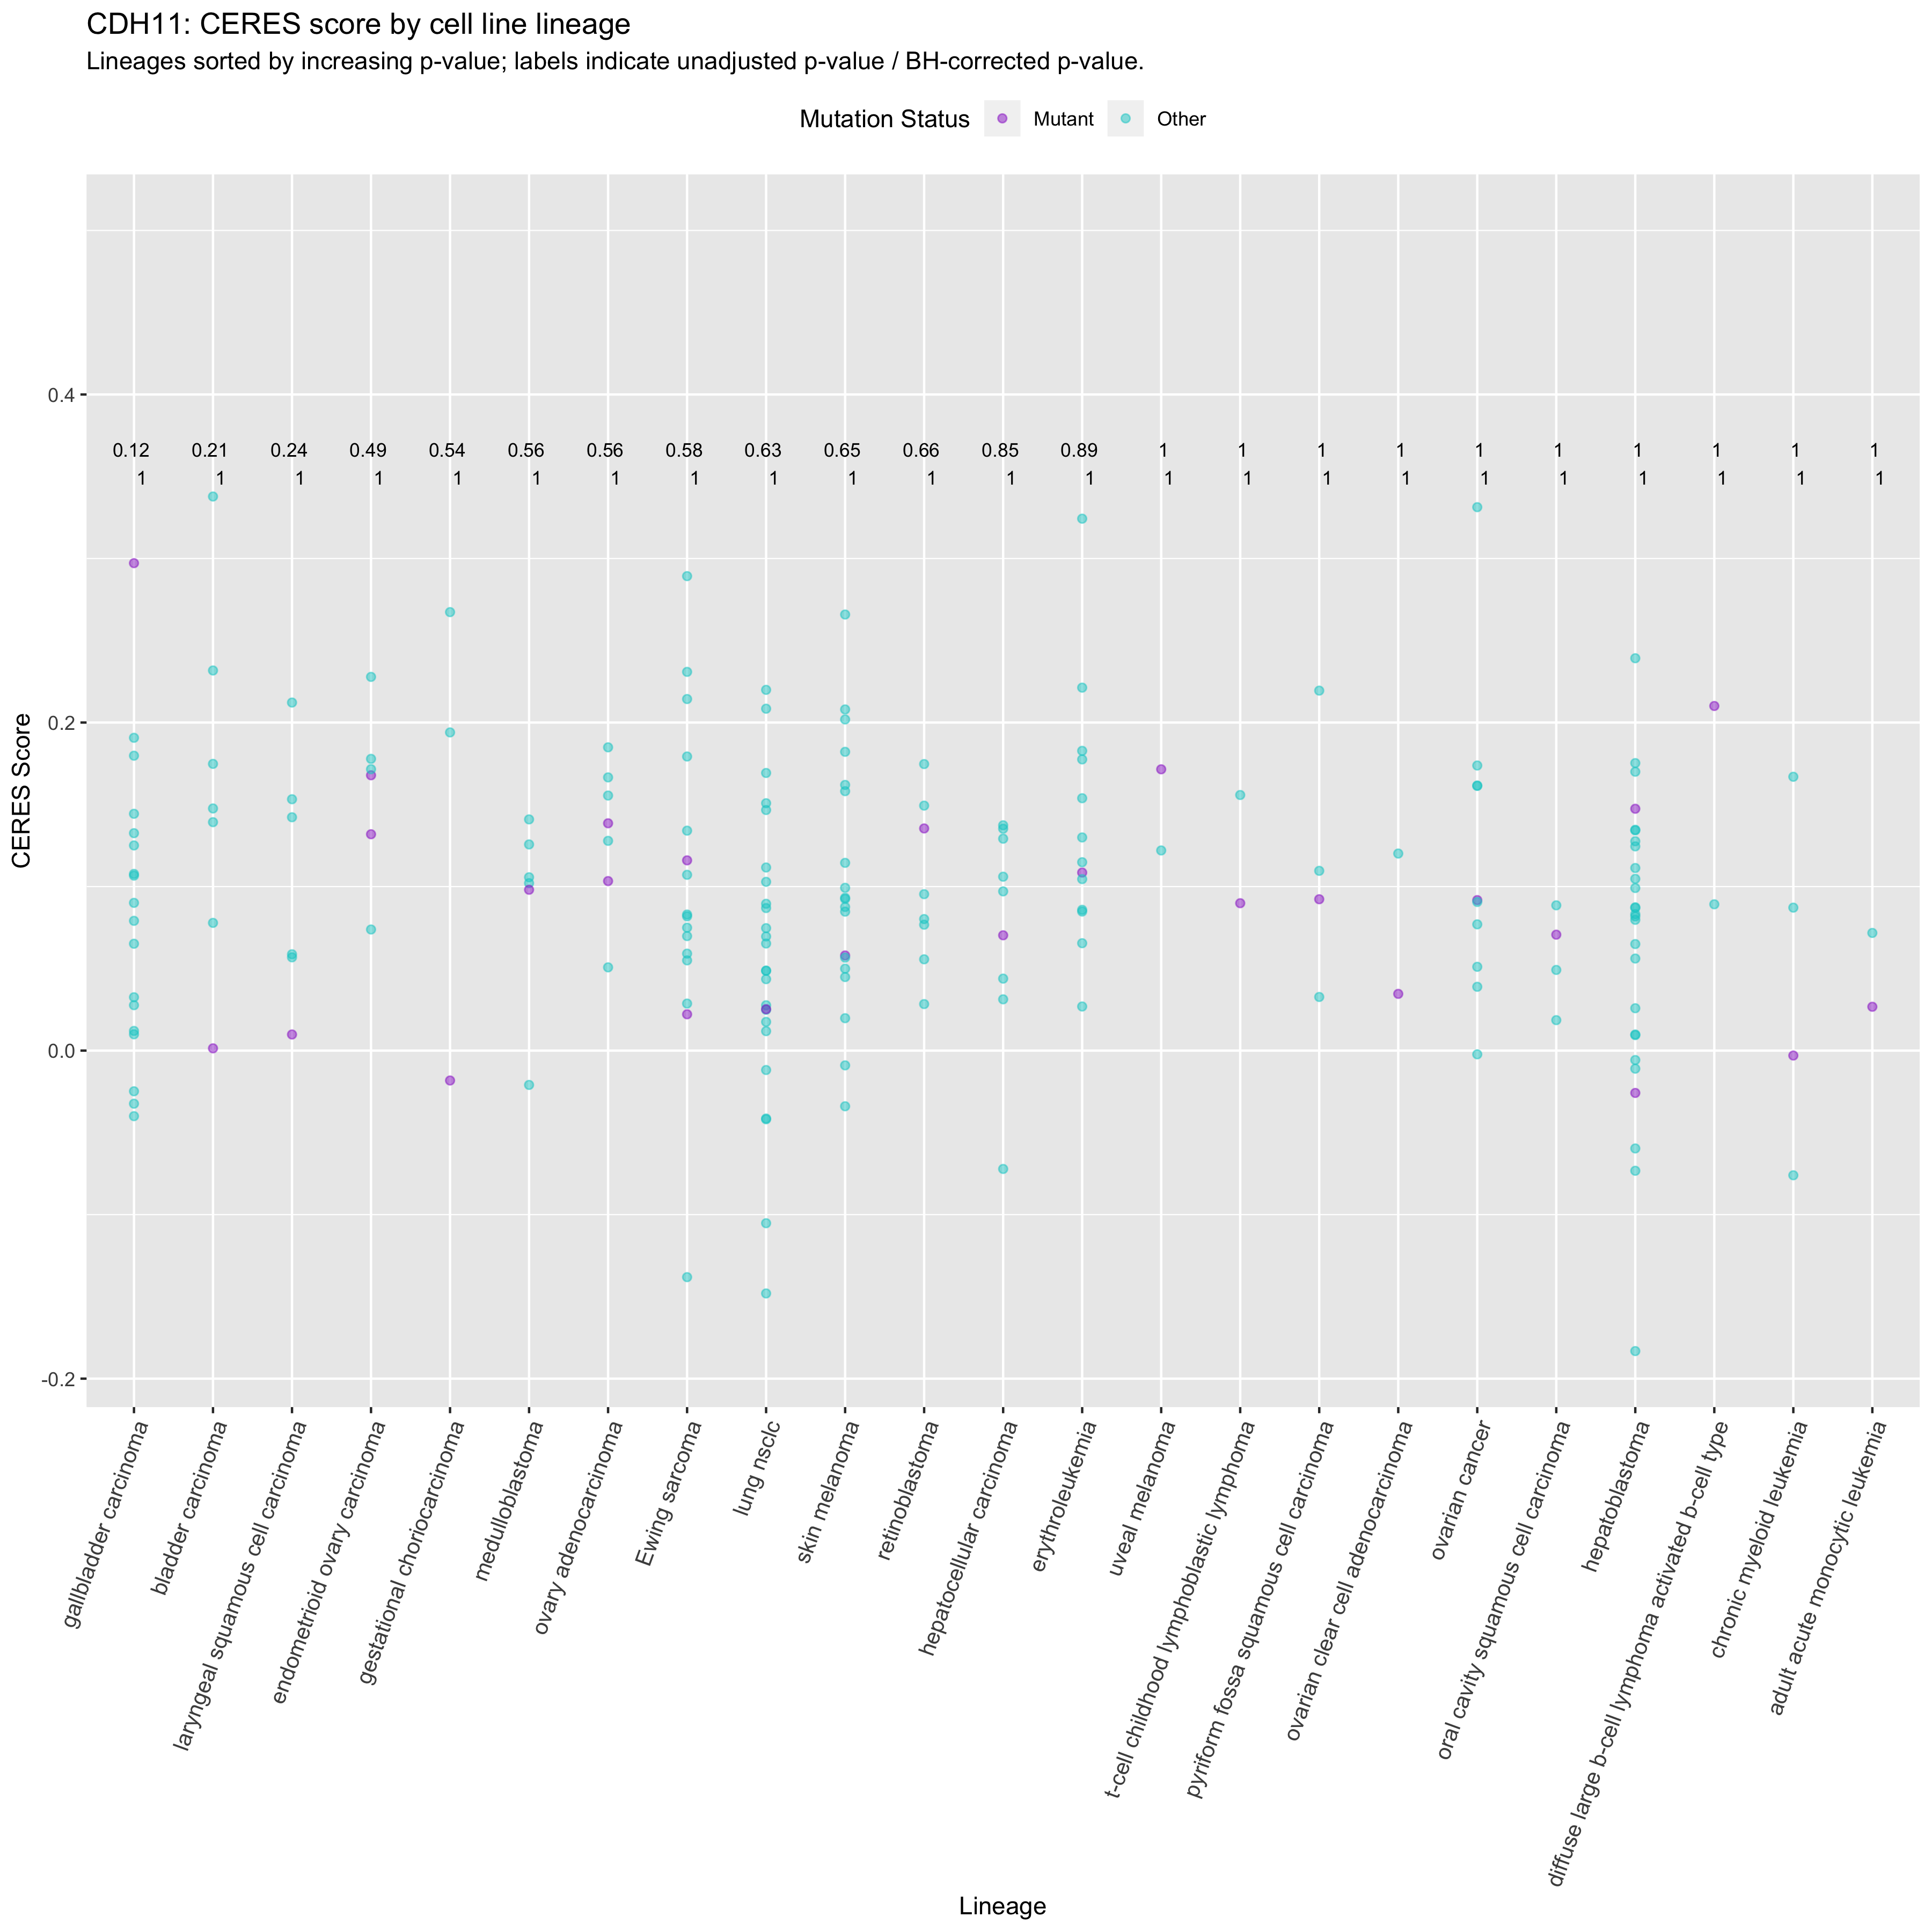 CDH11: CERES score by cell line lineage
Lineages sorted by increasing p-value; labels indicate unadjusted p-value / BH-corrected p-value.
Mutation Status Mutant Other
0.4
0.12 0.21 0.24 0.49 0.54 0.56 0.56 0.58 0.63 0.65 0.66 0.85 0.89 1 1 1 1 1 1 1 1 1 1
1 1 1 1 1 1 1 1 1 1 1 1 1 1 1 1 1 1 1 1 1 1 1
0.2
CERES Score
0.0
-0.2
gallbladder carcinoma
bladder carcinoma
laryngeal squamous cell carcinoma
endometrioid ovary carcinoma
gestational choriocarcinoma
medulloblastoma
ovary adenocarcinoma
Ewing sarcoma
lung nsclc
skin melanoma
retinoblastoma
hepatocellular carcinoma
erythroleukemia
uveal melanoma
t-cell childhood lymphoblastic lymphoma
pyriform fossa squamous cell carcinoma
ovarian clear cell adenocarcinoma
ovarian cancer
oral cavity squamous cell carcinoma
hepatoblastoma
diffuse large b-cell lymphoma activated b-cell type
chronic myeloid leukemia
adult acute monocytic leukemia
Lineage